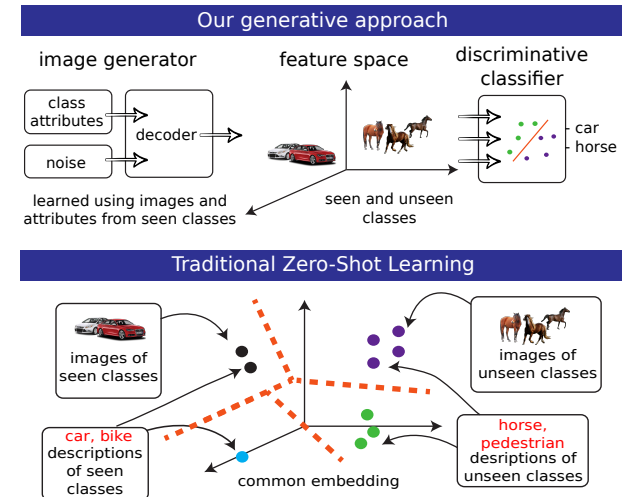 Our generative approach
image generator
feature space
discriminative
classifier
class
attributes
noise
decoder
car
horse
learned using images and
attributes from seen classes
seen and unseen
classes
Traditional Zero-Shot Learning
images of
seen classes
images of
unseen classes
car, bike
descriptions
of seen
classes
common embedding
horse,
pedestrian
desriptions of
unseen classes